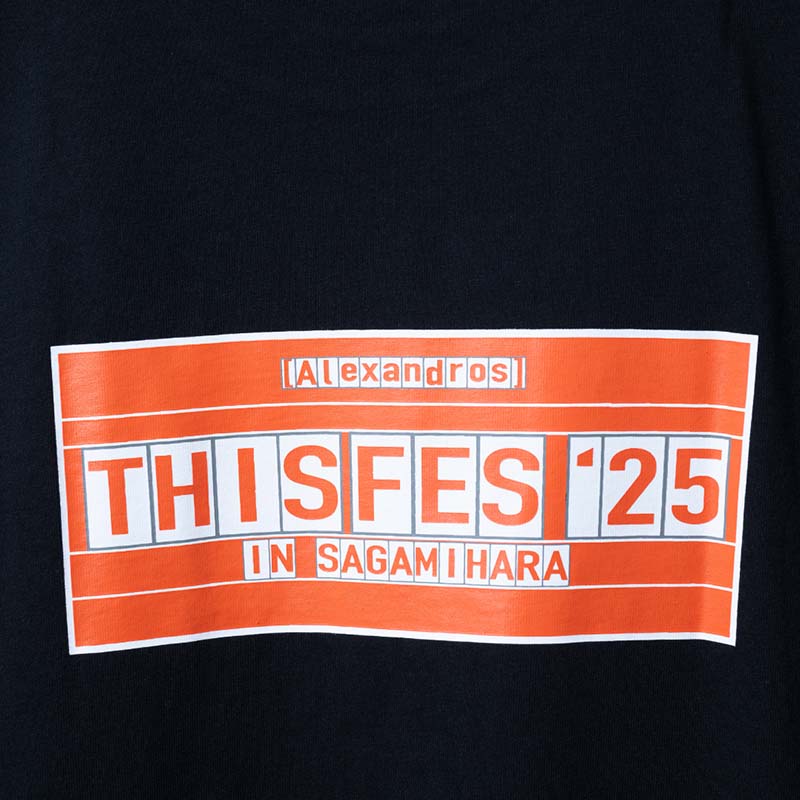 [Alexandros]
THISFES '25
IN SAGAMIHARA